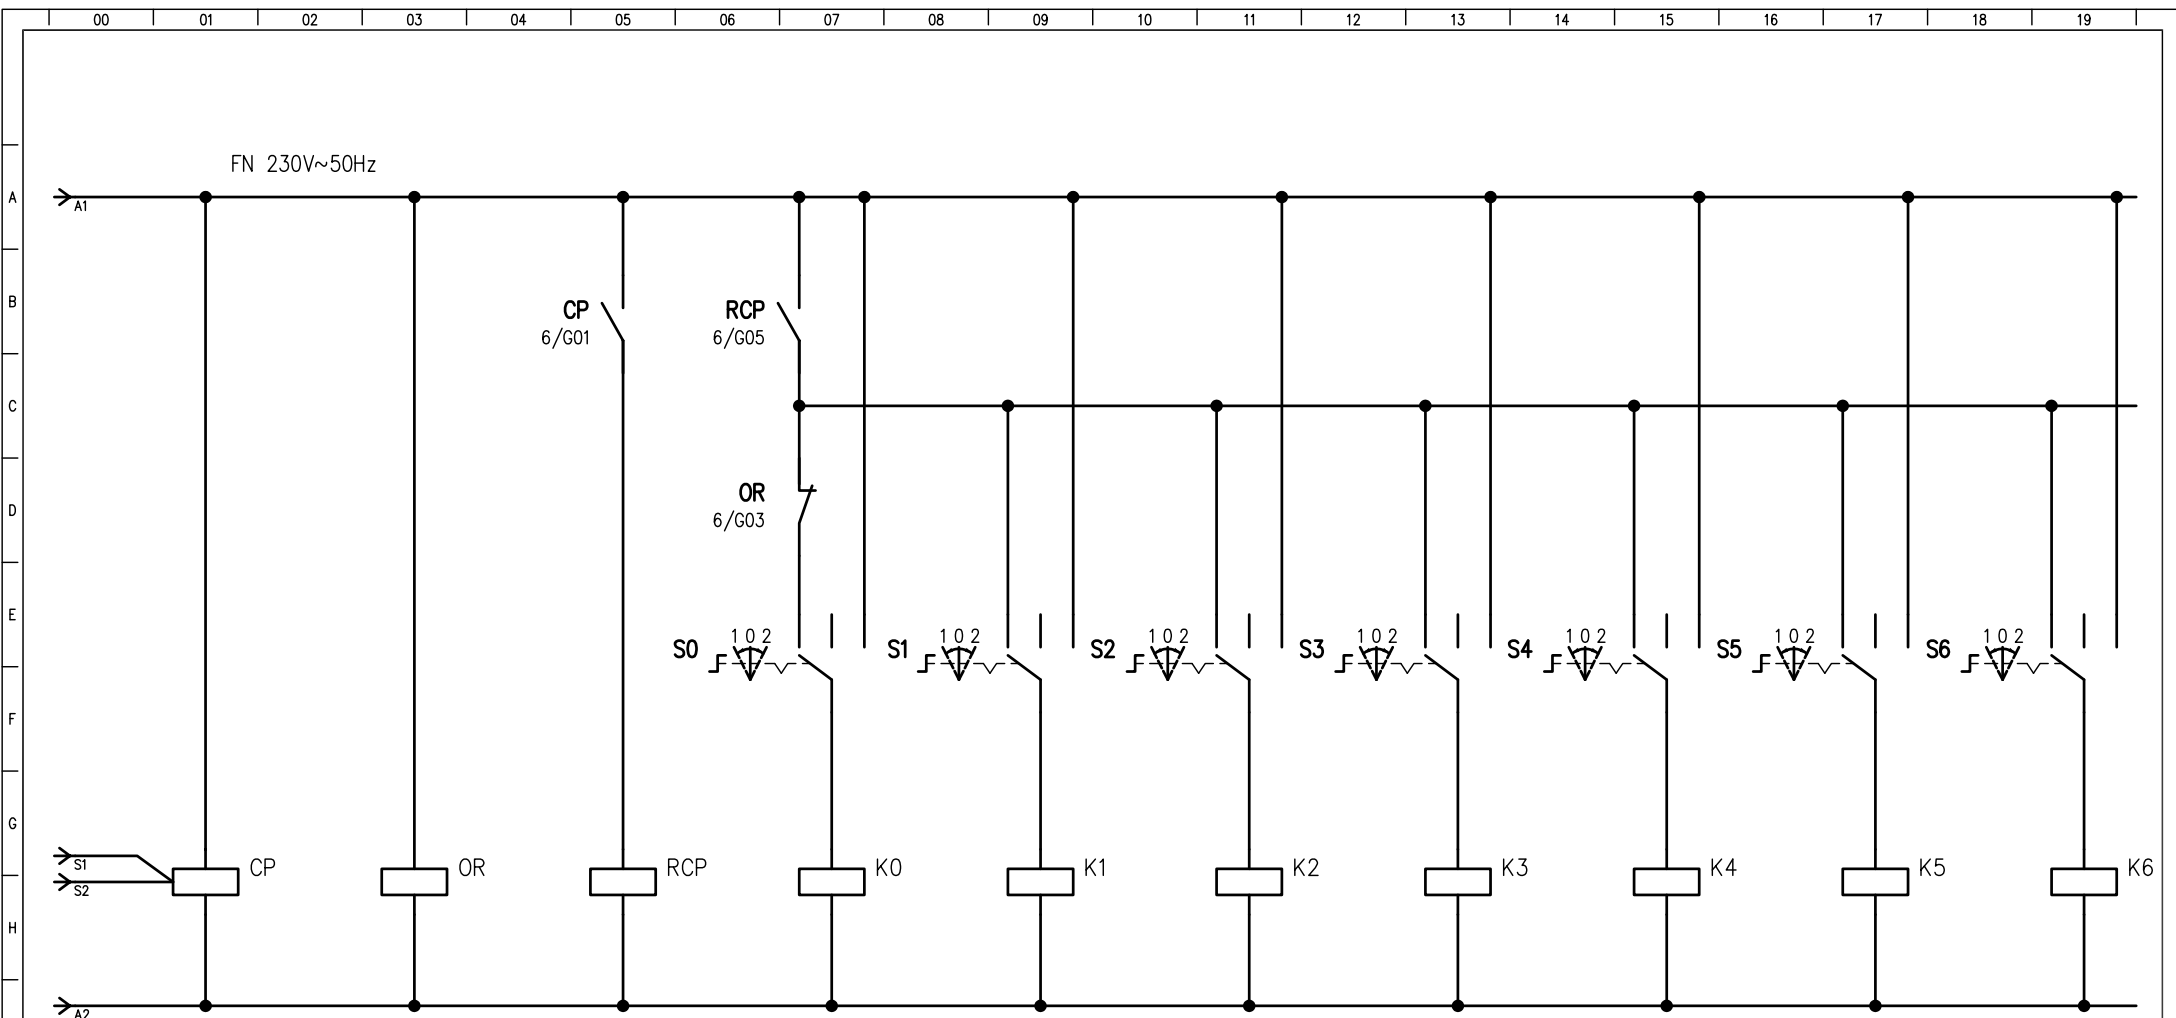 00 01 02 03 04 05 06 07 08 09 10 11 12 13 14 15 16 17 18 19
FN 230V~50Hz
A
A1
B
CP
6/G01
RCP
6/G05
C
D
OR
6/G03
E
S0 1 0 2
S1 1 0 2
S2 1 0 2
S3 1 0 2
S4 1 0 2
S5 1 0 2
S6 1 0 2
F
G
S1
S2
CP OR RCP K0 K1 K2 K3 K4 K5 K6
H
A2